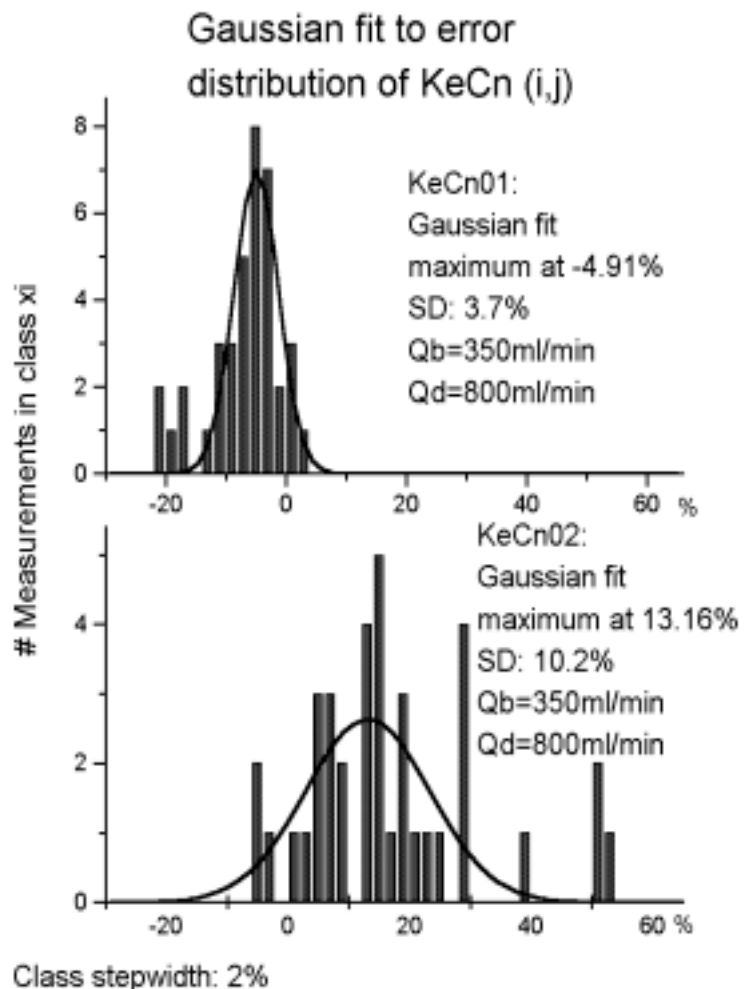 Gaussian fit to error
distribution of KeCn (i,j)
# Measurements in class xi
8
6
4
2
0
KeCn01:
Gaussian fit
maximum at -4.91%
SD: 3.7%
Qb=350ml/min
Qd=800ml/min
-20 0 20 40 60 %
4
2
0
KeCn02:
Gaussian fit
maximum at 13.16%
SD: 10.2%
Qb=350ml/min
Qd=800ml/min
-20 0 20 40 60 %
Class stepwidth: 2%